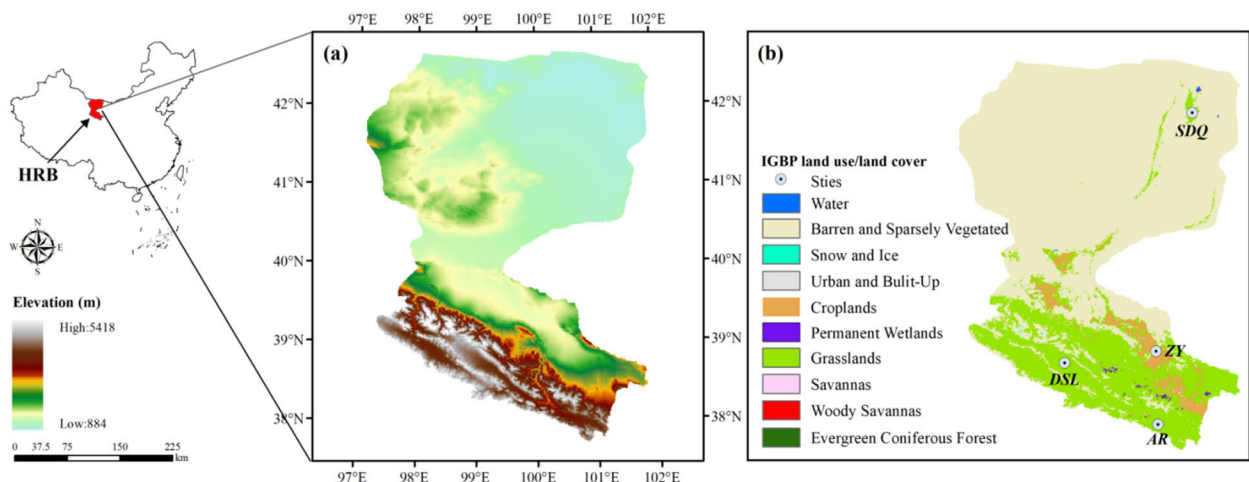 97°E 98°E 99°E 100°E 101°E 102°E
(a)
(b)
42°N
41°N
40°N
39°N
38°N
42°N
41°N
40°N
39°N
38°N
97°E 98°E 99°E 100°E 101°E
HRB
N
W E
S
Elevation (m)
High:5418
Low:884
0 37.5 75 150 225
km
IGBP land use/land cover
Sties
Water
Barren and Sparsely Vegetated
Snow and Ice
Urban and Bulit-Up
Croplands
Permanent Wetlands
Grasslands
Savannas
Woody Savannas
Evergreen Coniferous Forest
SDQ
ZY
DSL
AR